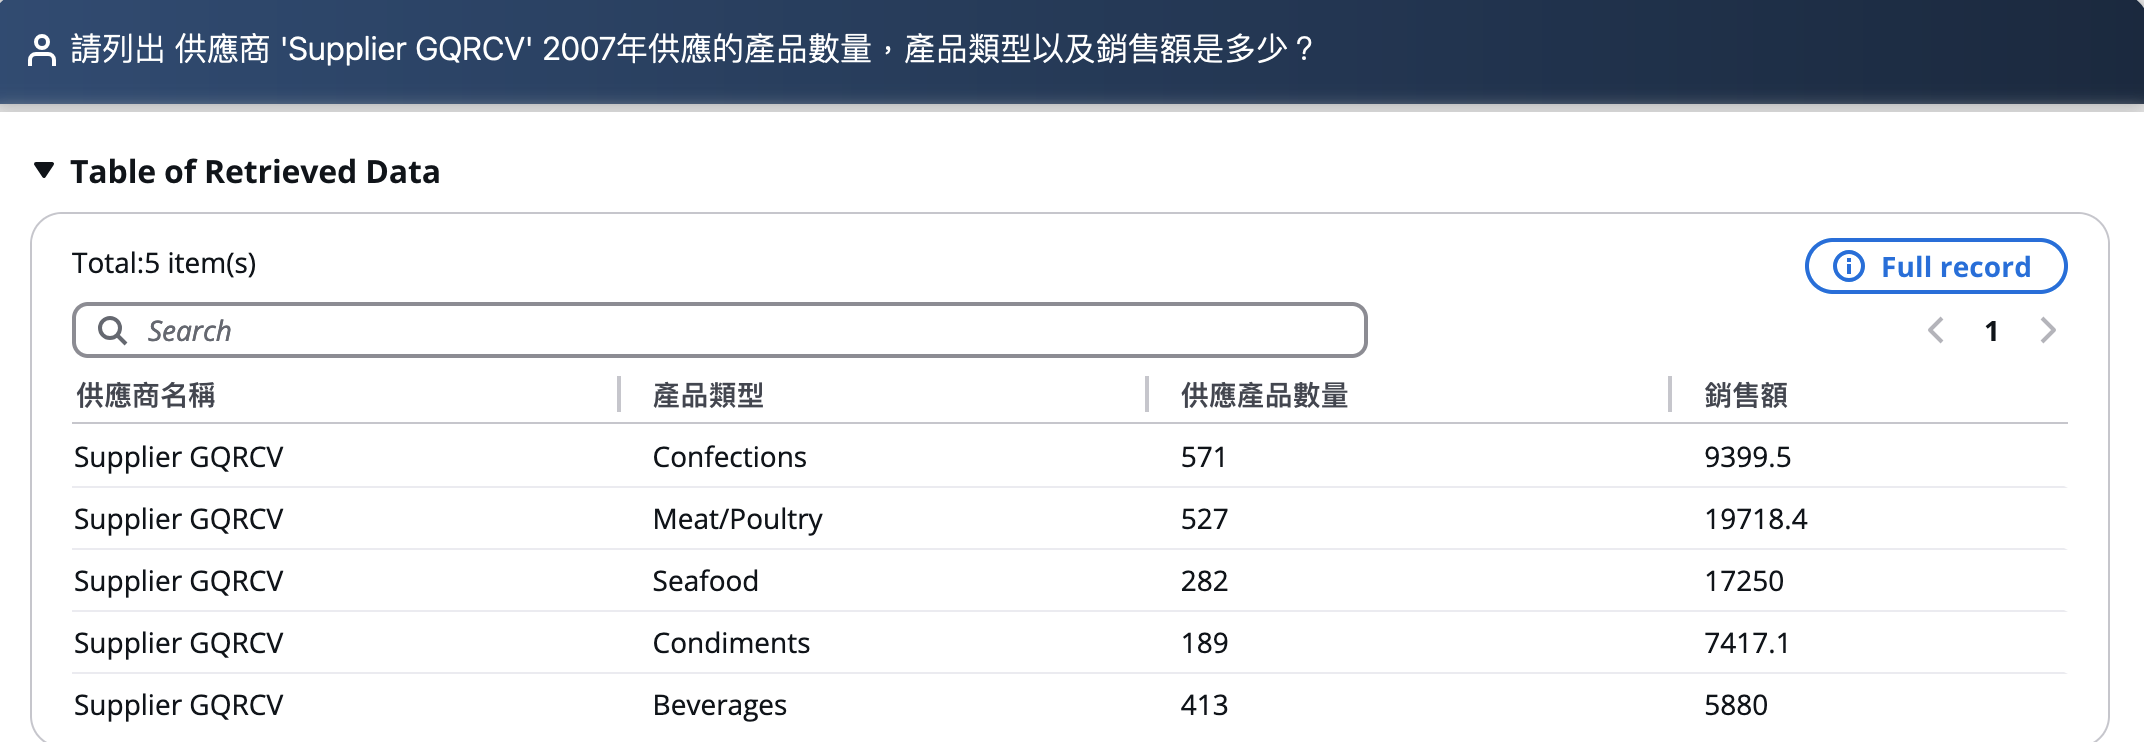 請列出 供應商 'Supplier GQRCV' 2007年供應的產品數量，產品類型以及銷售額是多少？
Table of Retrieved Data
Total:5 item(s)
Full record
Search
1
供應商名稱 產品類型 供應產品數量 銷售額
Supplier GQRCV Confections 571 9399.5
Supplier GQRCV Meat/Poultry 527 19718.4
Supplier GQRCV Seafood 282 17250
Supplier GQRCV Condiments 189 7417.1
Supplier GQRCV Beverages 413 5880